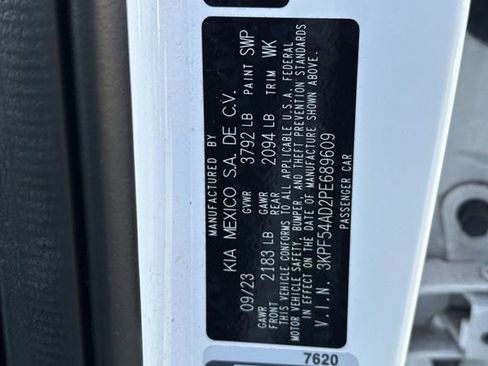 MANUFACTURED BY
KIA MEXICO S.A. DE C.V.
09/23 GVWR 3792 LB PAINT SWP
GAWR FRONT 2183 LB GAWR REAR 2094 LB TRIM WK
THIS VEHICLE CONFORMS TO ALL APPLICABLE U.S.A. FEDERAL
MOTOR VEHICLE SAFETY, BUMPER, AND THEFT PREVENTION STANDARDS
IN EFFECT ON THE DATE OF MANUFACTURE SHOWN ABOVE.
V.I.N. 3KPF54AD2PE689609
PASSENGER CAR
7620